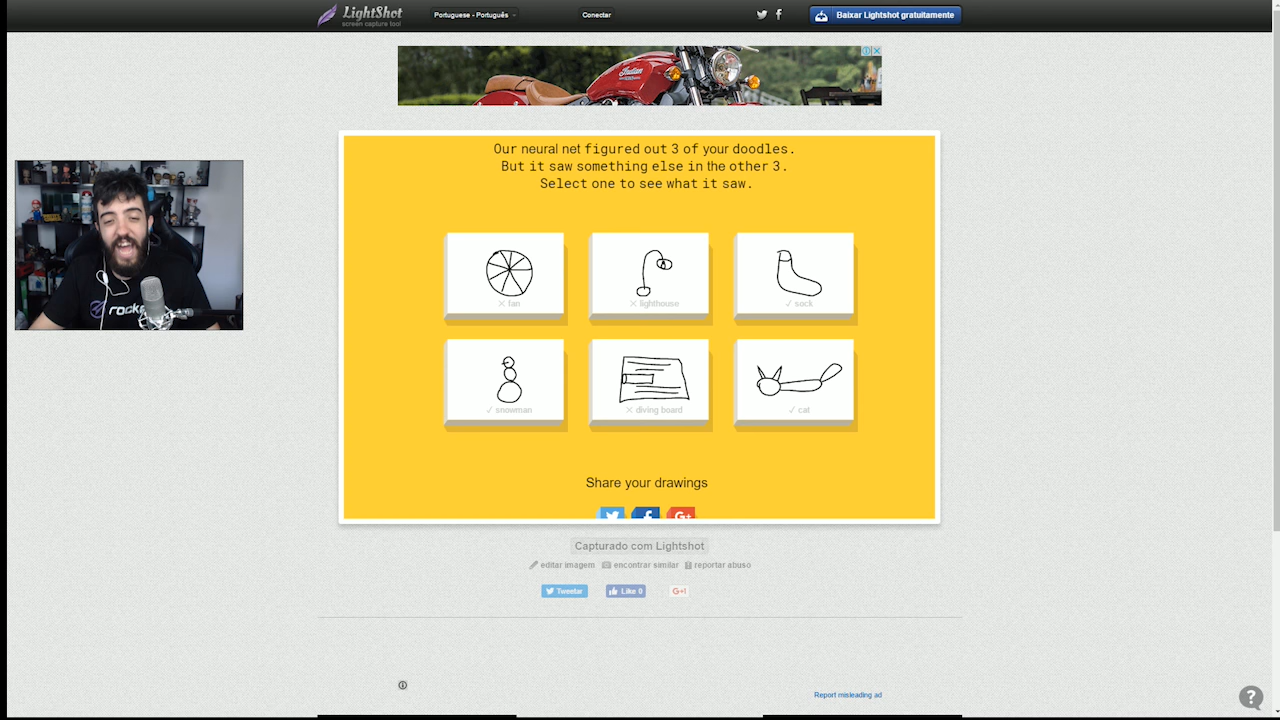 LightShot
screen capture tool
Portuguese - Português
Conectar
Baixar Lightshot gratuitamente
Indian
Our neural net figured out 3 of your doodles.
But it saw something else in the other 3.
Select one to see what it saw.
× fan
× lighthouse
✓ sock
✓ snowman
× diving board
✓ cat
Share your drawings
G+
Capturado com Lightshot
editar imagem
encontrar similar
reportar abuso
Tweetar
Like 0
G+1
Report misleading ad
?